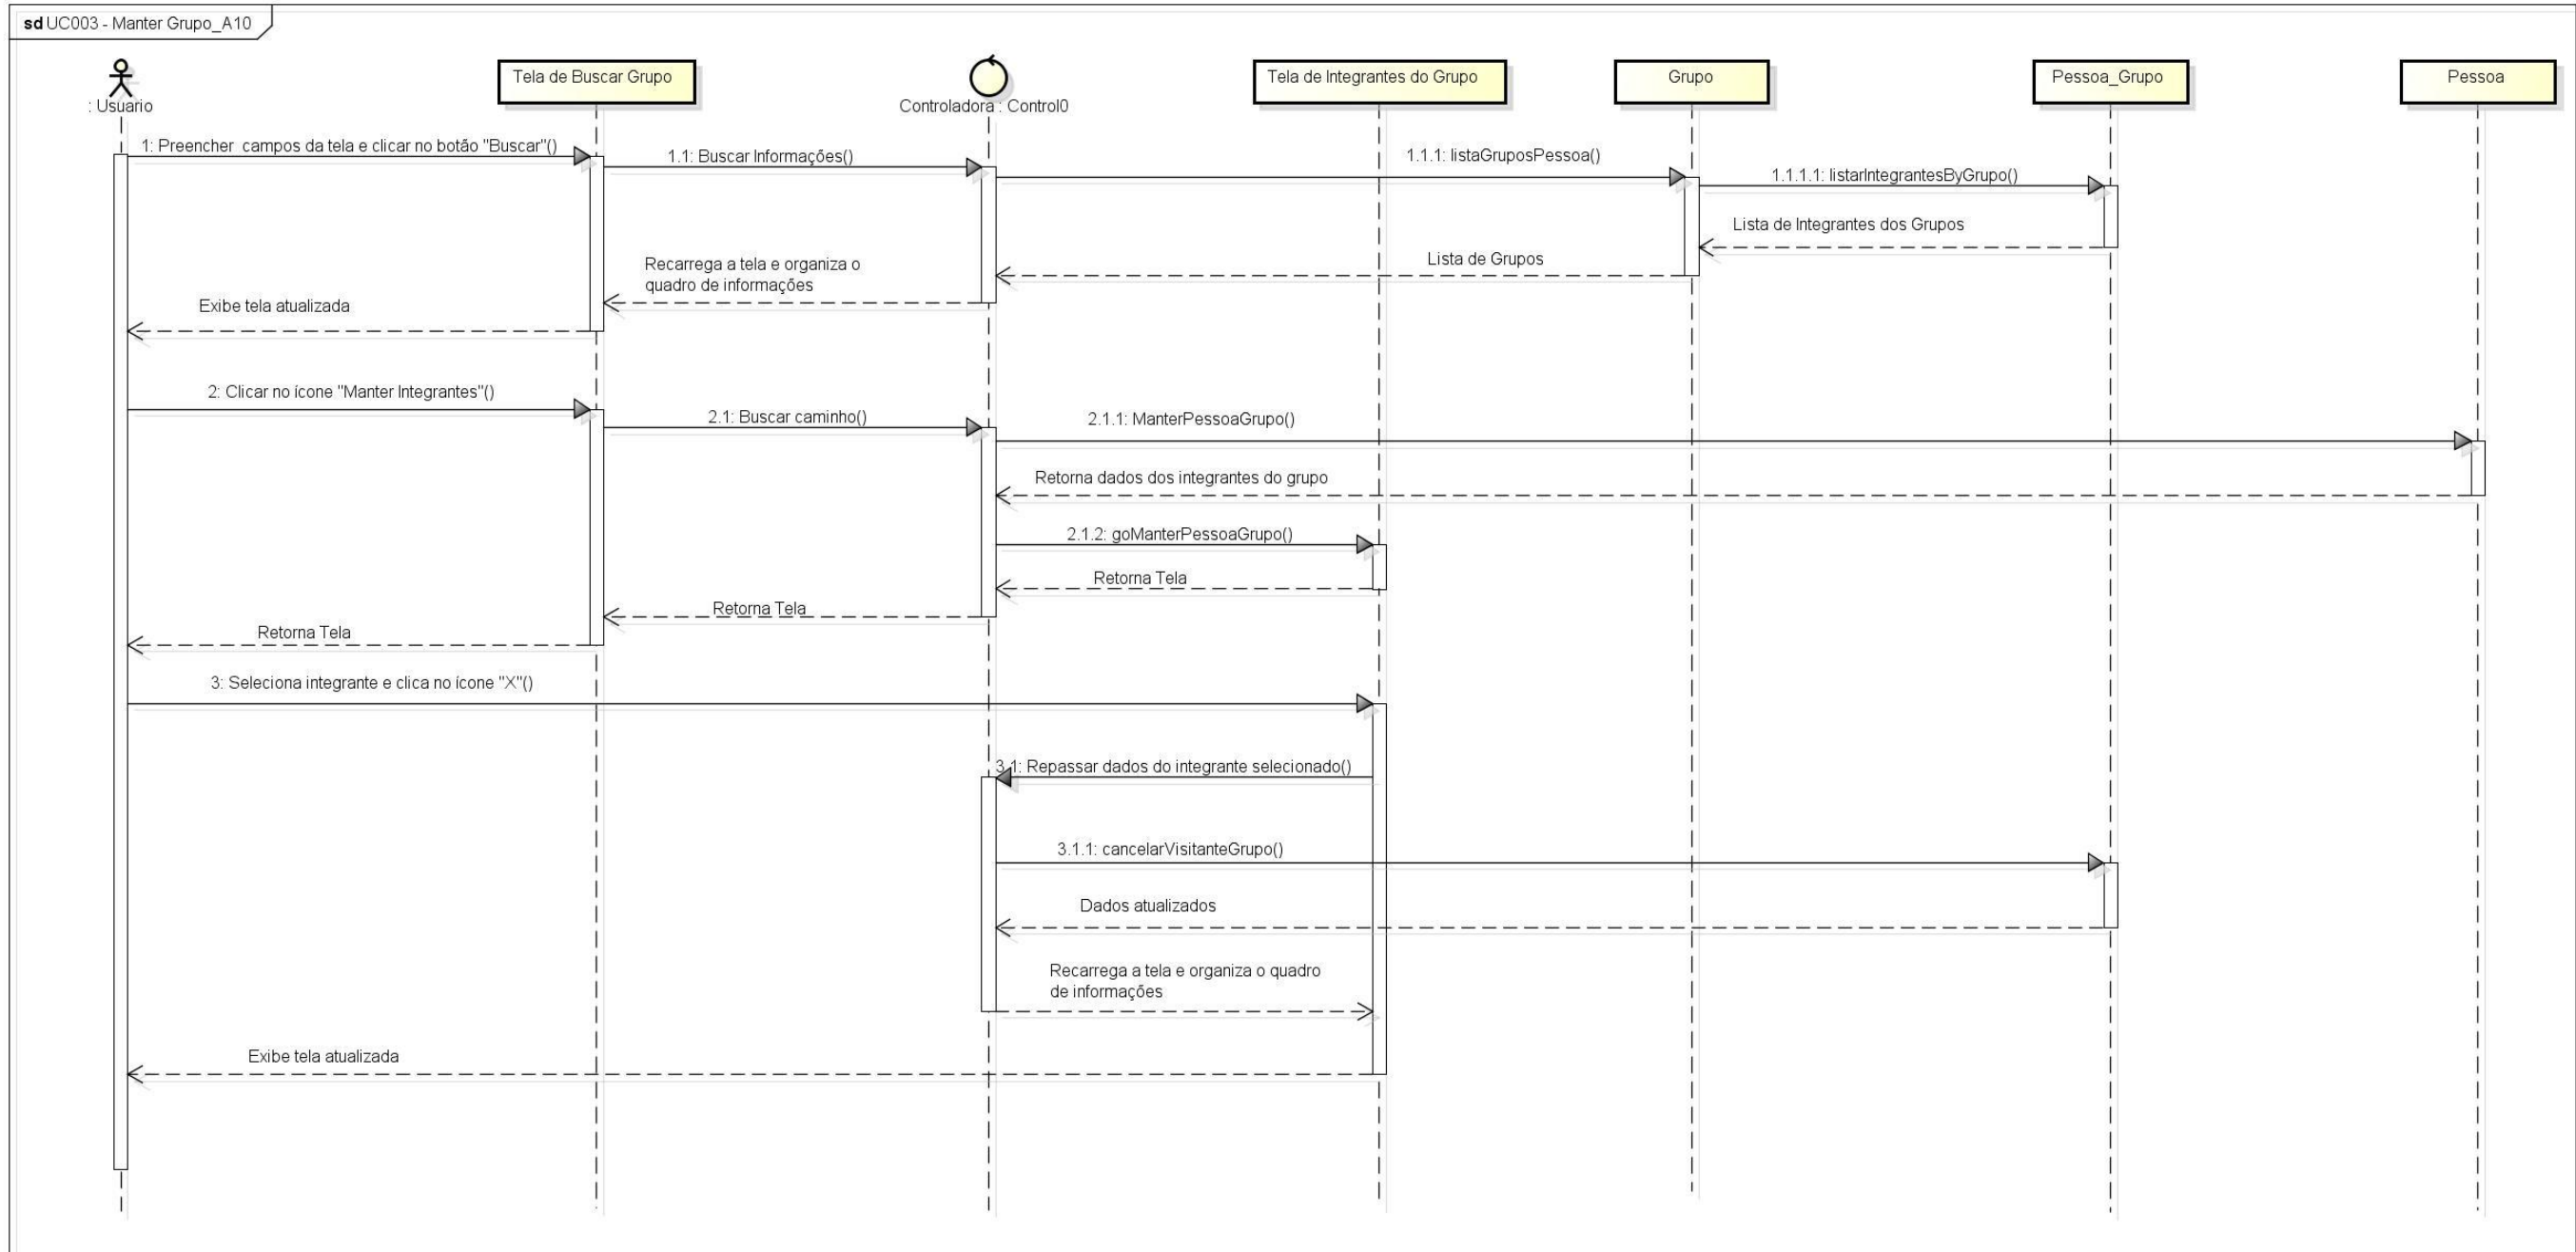 sd UC003 - Manter Grupo_A10
: Usuario
Tela de Buscar Grupo
Controladora : Control0
Tela de Integrantes do Grupo
Grupo
Pessoa_Grupo
Pessoa
1: Preencher  campos da tela e clicar no botão "Buscar"()
1.1: Buscar Informações()
1.1.1: listaGruposPessoa()
1.1.1.1: listarIntegrantesByGrupo()
Lista de Integrantes dos Grupos
Lista de Grupos
Recarrega a tela e organiza o
quadro de informações
Exibe tela atualizada
2: Clicar no ícone "Manter Integrantes"()
2.1: Buscar caminho()
2.1.1: ManterPessoaGrupo()
Retorna dados dos integrantes do grupo
2.1.2: goManterPessoaGrupo()
Retorna Tela
Retorna Tela
Retorna Tela
3: Seleciona integrante e clica no ícone "X"()
3.1: Repassar dados do integrante selecionado()
3.1.1: cancelarVisitanteGrupo()
Dados atualizados
Recarrega a tela e organiza o quadro
de informações
Exibe tela atualizada